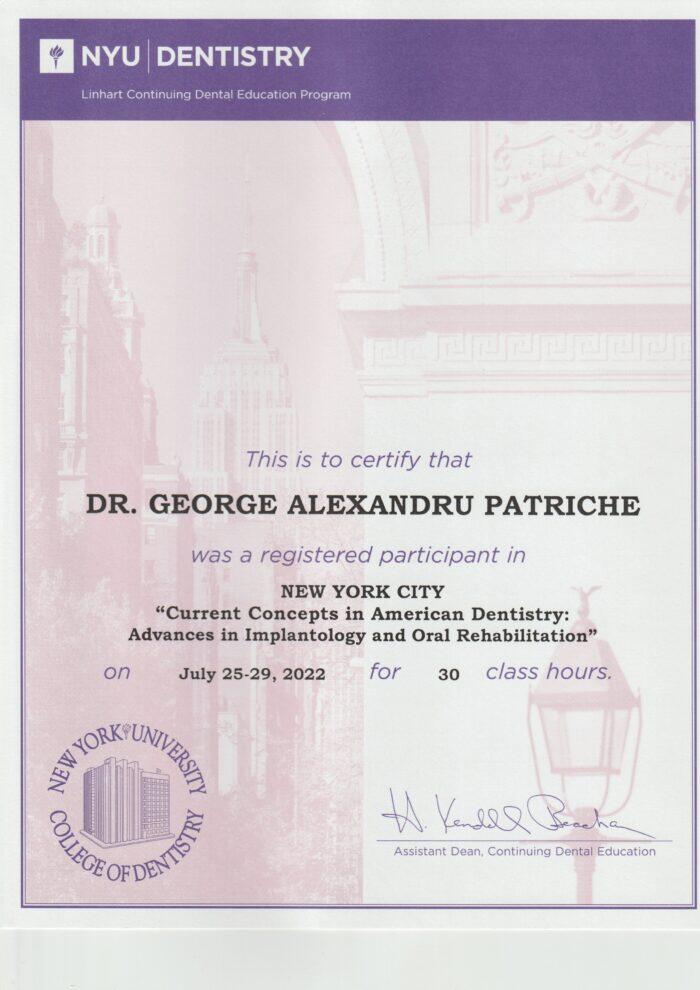 NYU DENTISTRY
Linhart Continuing Dental Education Program
This is to certify that
DR. GEORGE ALEXANDRU PATRICHE
was a registered participant in
NEW YORK CITY
“Current Concepts in American Dentistry:
Advances in Implantology and Oral Rehabilitation”
on July 25-29, 2022 for 30 class hours.
NEW YORK UNIVERSITY
COLLEGE OF DENTISTRY
H. Kendall Beacham
Assistant Dean, Continuing Dental Education